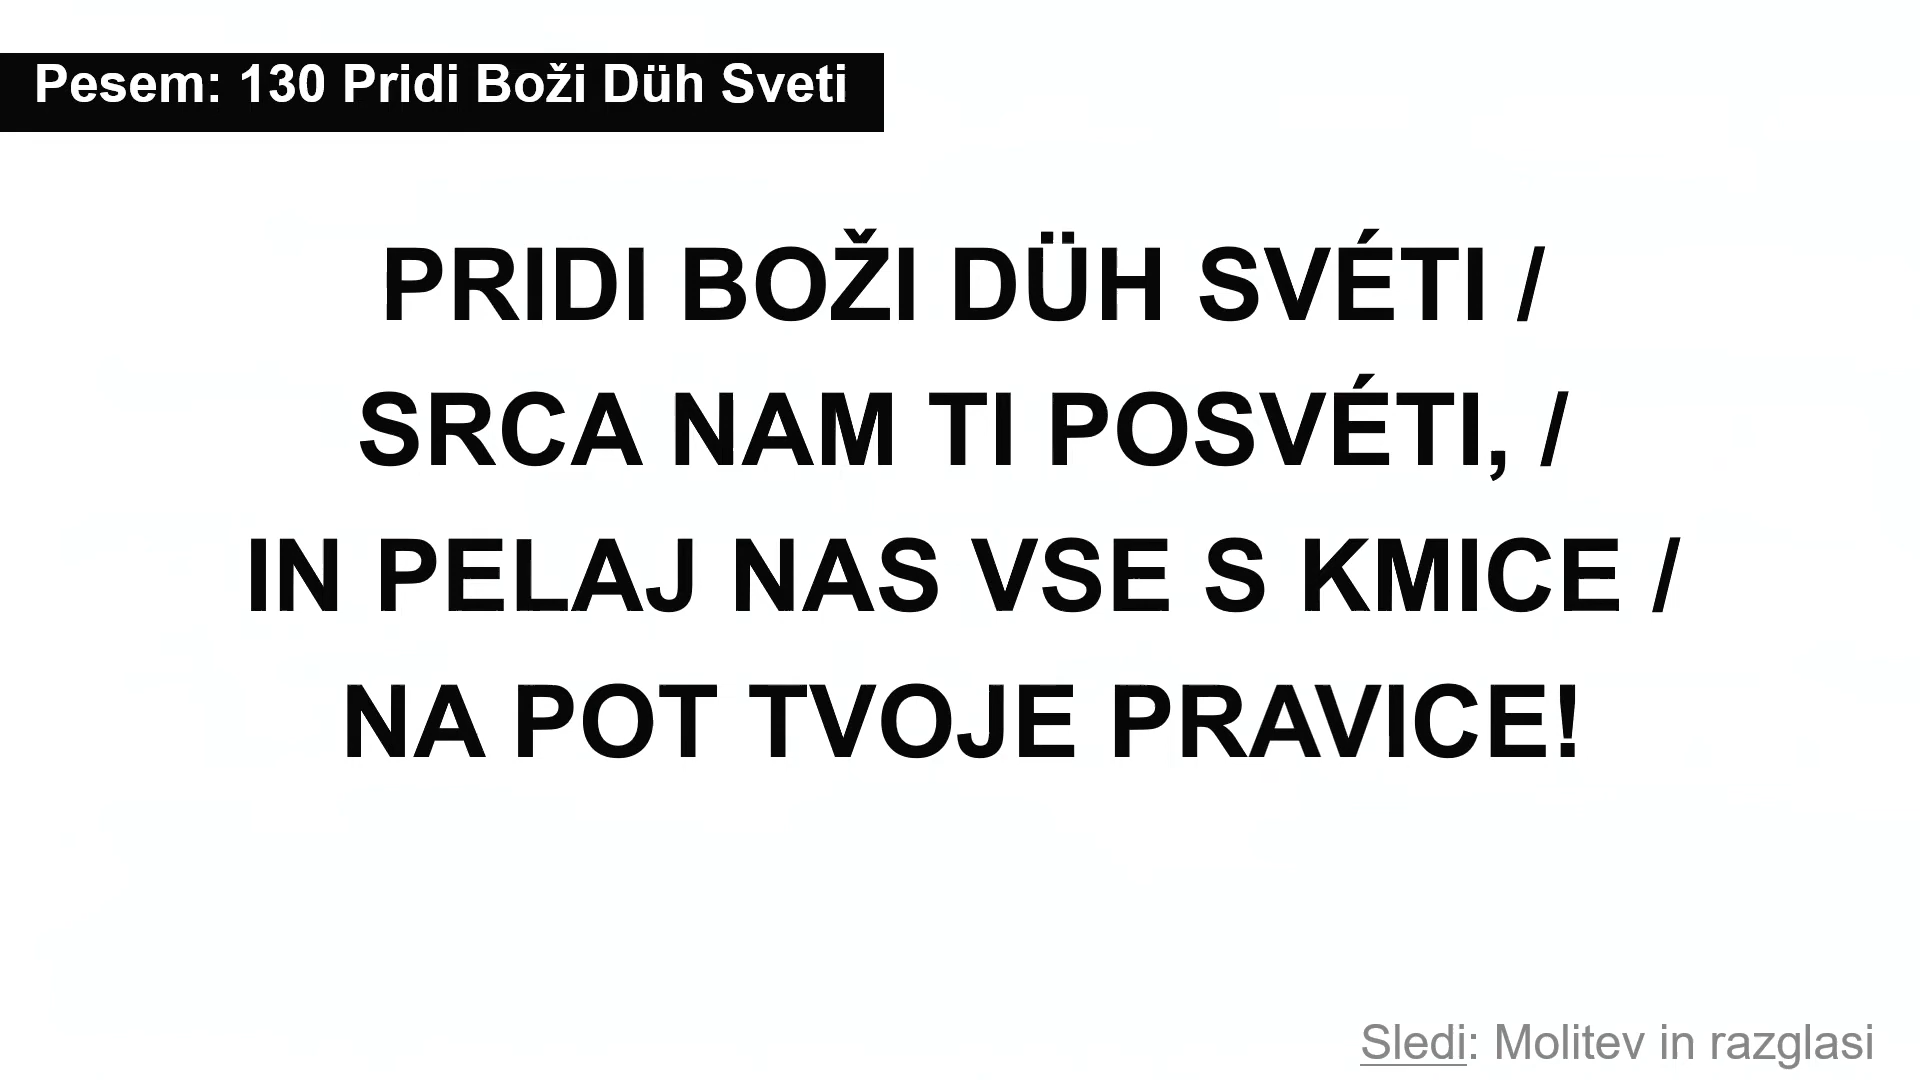 Pesem: 130 Pridi Boži Düh Sveti
PRIDI BOŽI DÜH SVÉTI /
SRCA NAM TI POSVÉTI, /
IN PELAJ NAS VSE S KMICE /
NA POT TVOJE PRAVICE!
Sledi: Molitev in razglasi